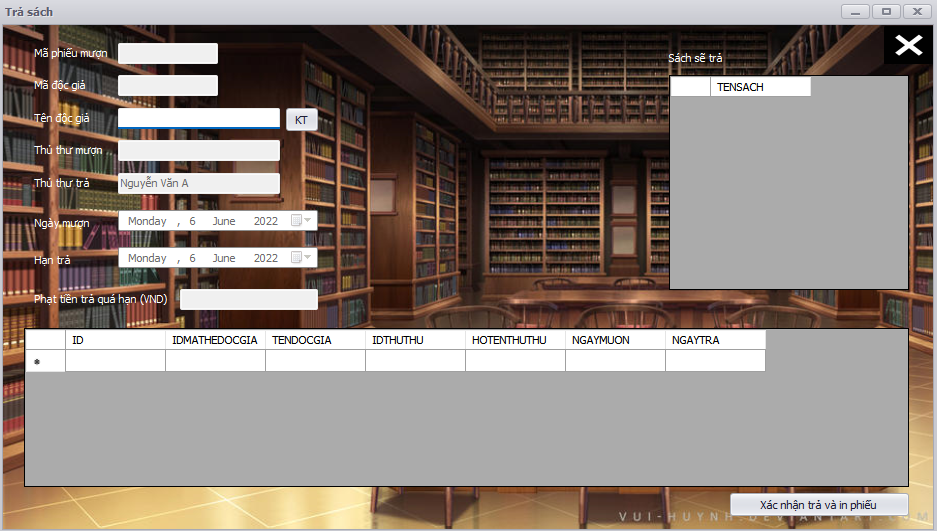 Trả sách
Mã phiếu mượn
Mã độc giả
Tên độc giả
KT
Thủ thư mượn
Thủ thư trả
Nguyễn Văn A
Ngày mượn
Monday , 6 June 2022
Hạn trả
Monday , 6 June 2022
Phạt tiền trả quá hạn (VND)
Sách sẽ trả
TENSACH
ID IDMATHEDOCGIA TENDOCGIA IDTHUTHU HOTENTHUTHU NGAYMUON NGAYTRA
*
Xác nhận trả và in phiếu
VUI-HUYNH.DEVIANTART.COM